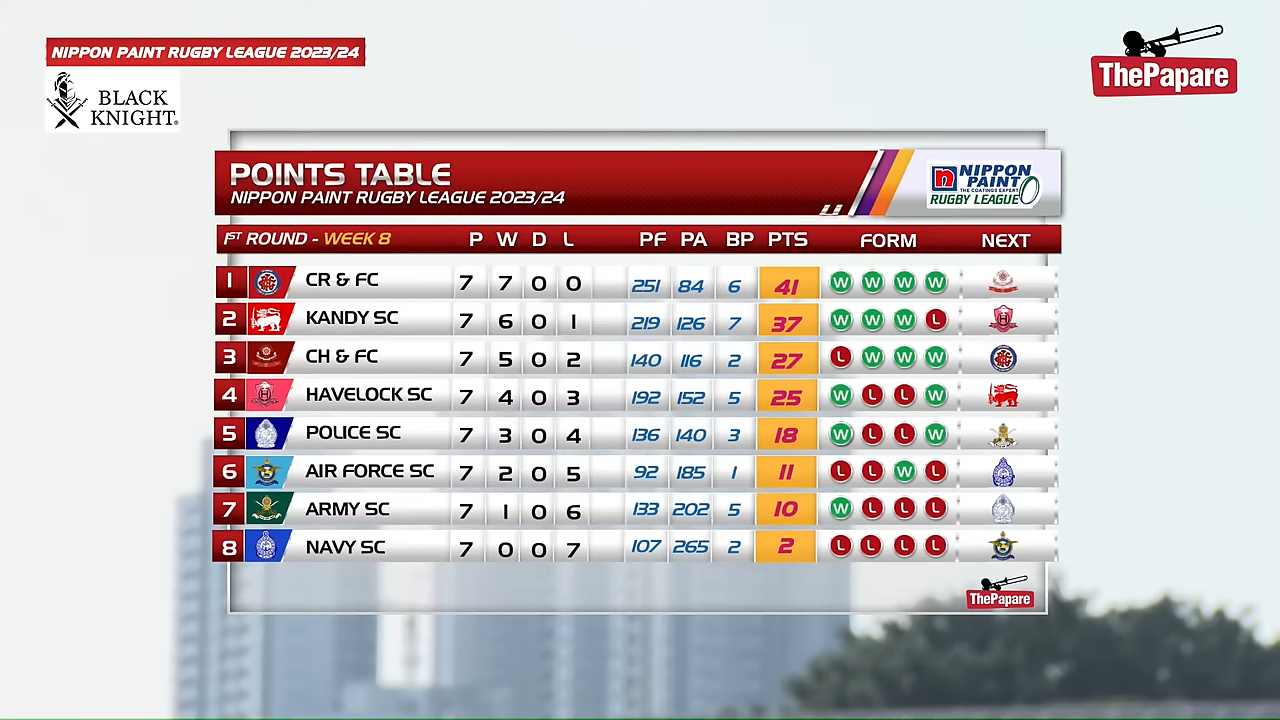 NIPPON PAINT RUGBY LEAGUE 2023/24
ThePapare
BLACK
KNIGHT
POINTS TABLE
NIPPON PAINT RUGBY LEAGUE 2023/24
n NIPPON
PAINT
THE COATINGS EXPERT
RUGBY LEAGUE
1ST ROUND - WEEK 8 P W D L PF PA BP PTS FORM NEXT
1 CR & FC 7 7 0 0 251 84 6 41 W W W W
2 KANDY SC 7 6 0 1 219 126 7 37 W W W L
3 CH & FC 7 5 0 2 140 116 2 27 L W W W
4 HAVELOCK SC 7 4 0 3 192 152 5 25 W L L W
5 POLICE SC 7 3 0 4 136 140 3 18 W L L W
6 AIR FORCE SC 7 2 0 5 92 185 1 11 L L W L
7 ARMY SC 7 1 0 6 133 202 5 10 W L L L
8 NAVY SC 7 0 0 7 107 265 2 2 L L L L
ThePapare